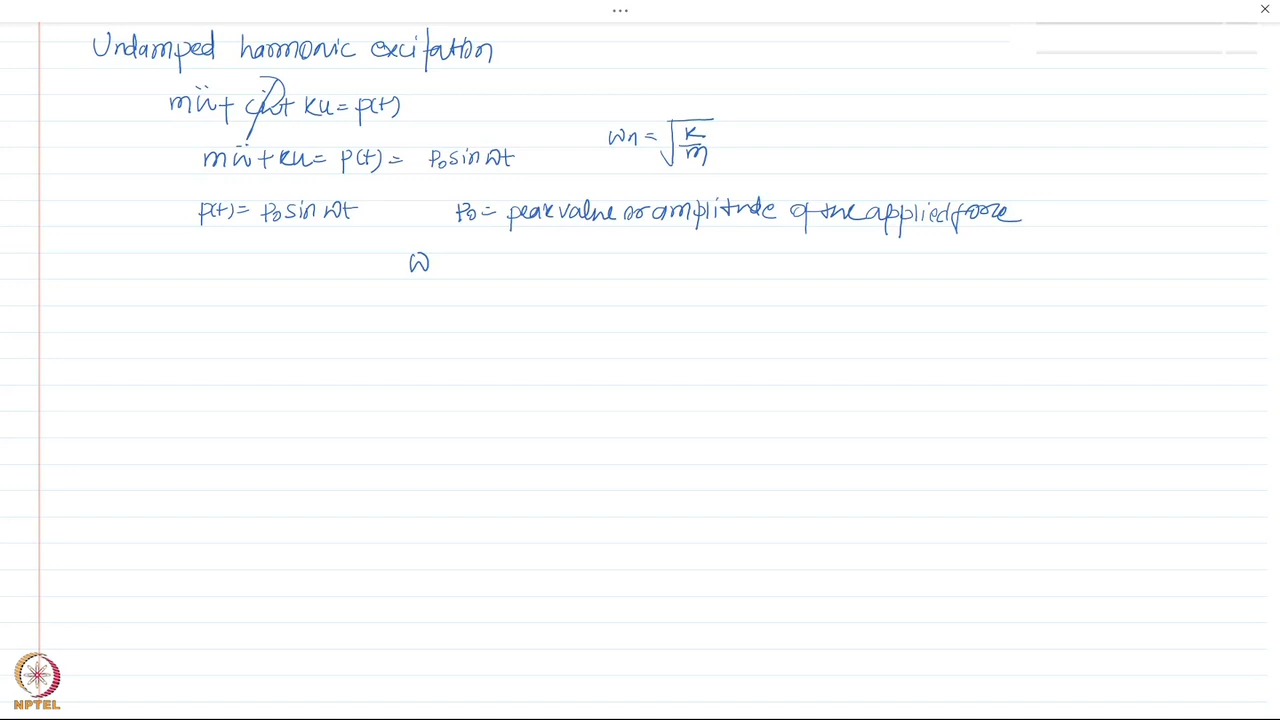 Undamped harmonic excitation
mü + cu̇ + ku = p(t)
mü + ku = p(t) = p₀ sin ωt
ωn = √(k/m)
p(t) = p₀ sin ωt
p₀ = peak value or amplitude of the applied force
ω
NPTEL